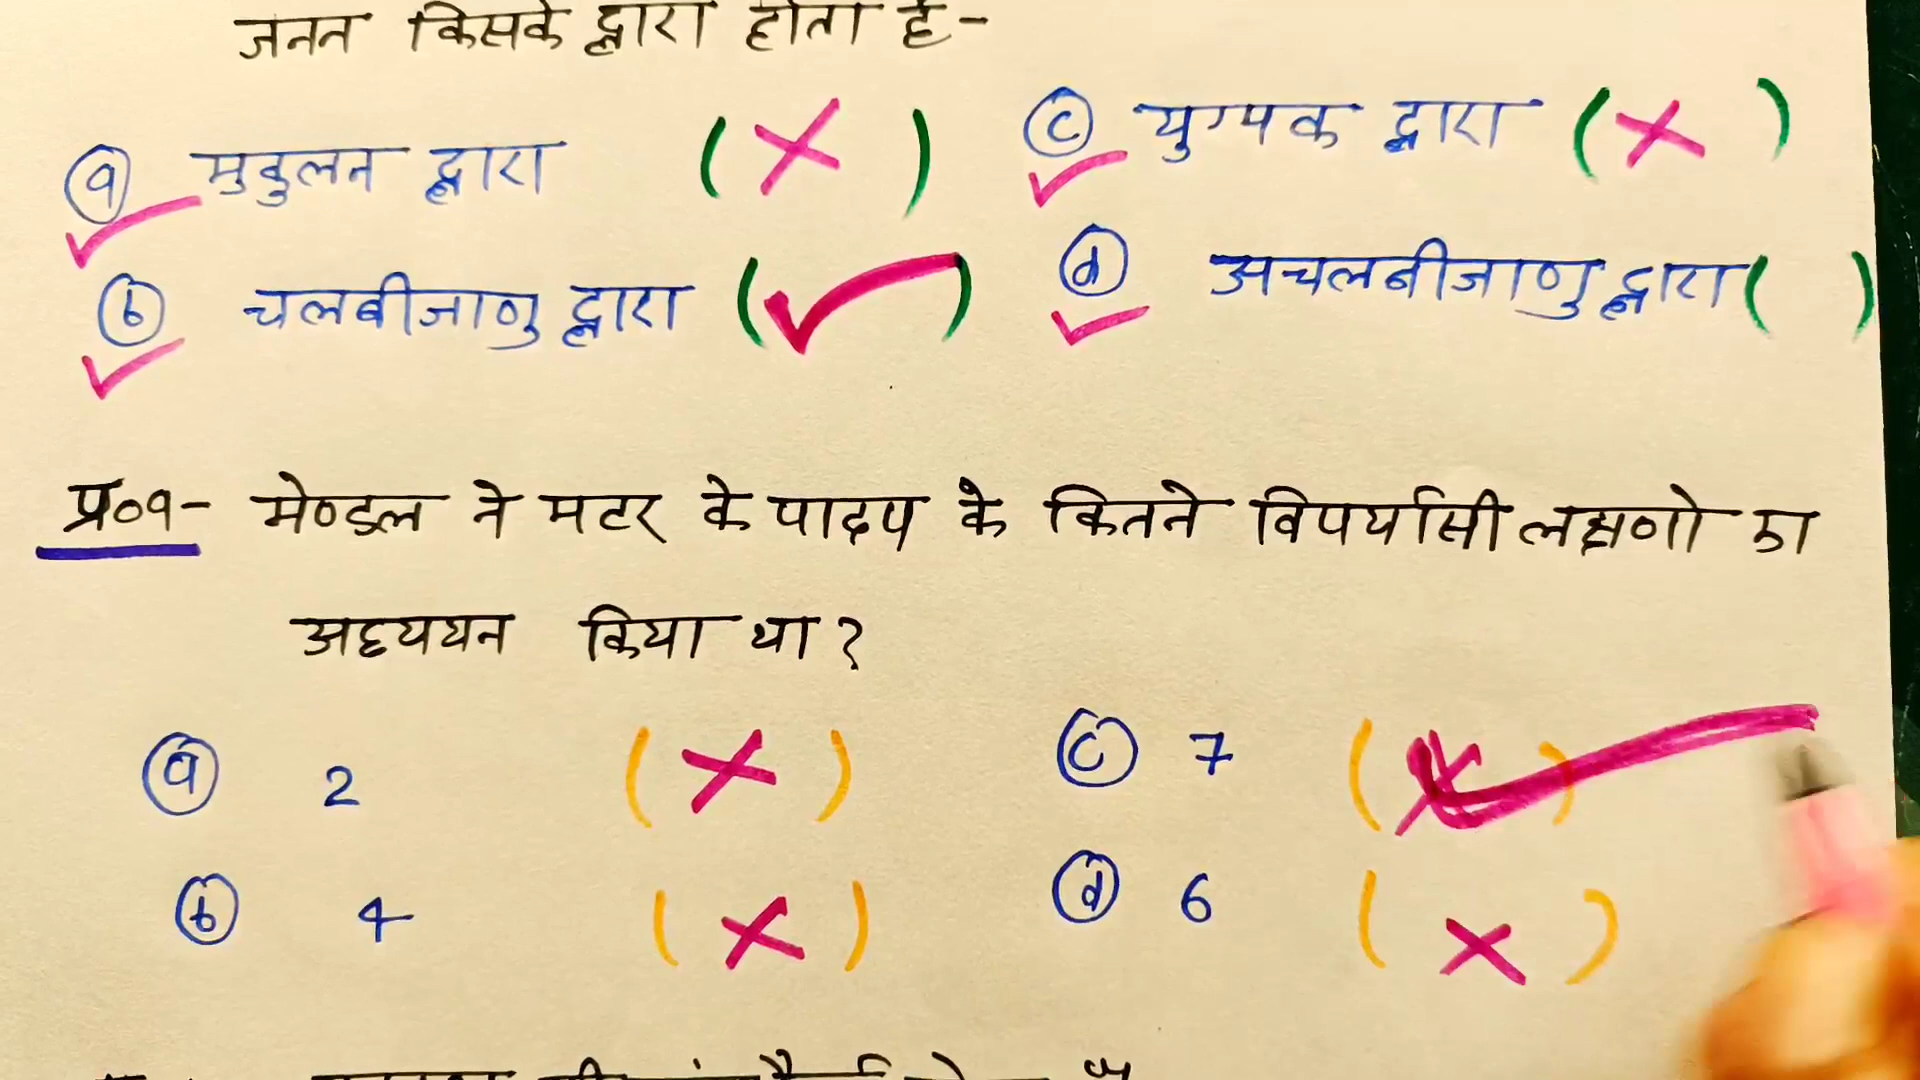 जनन किसके द्वारा होता है-
(a) मुकुलन द्वारा ( × )
(c) युग्मक द्वारा ( × )
(b) चलबीजाणु द्वारा ( ✓ )
(d) अचलबीजाणु द्वारा ( )
प्र०9- मेण्डल ने मटर के पादप के कितने विपर्यासी लक्षणो का
अध्ययन किया था?
(a) 2 ( × )
(c) 7 ( ✓ )
(b) 4 ( × )
(d) 6 ( × )